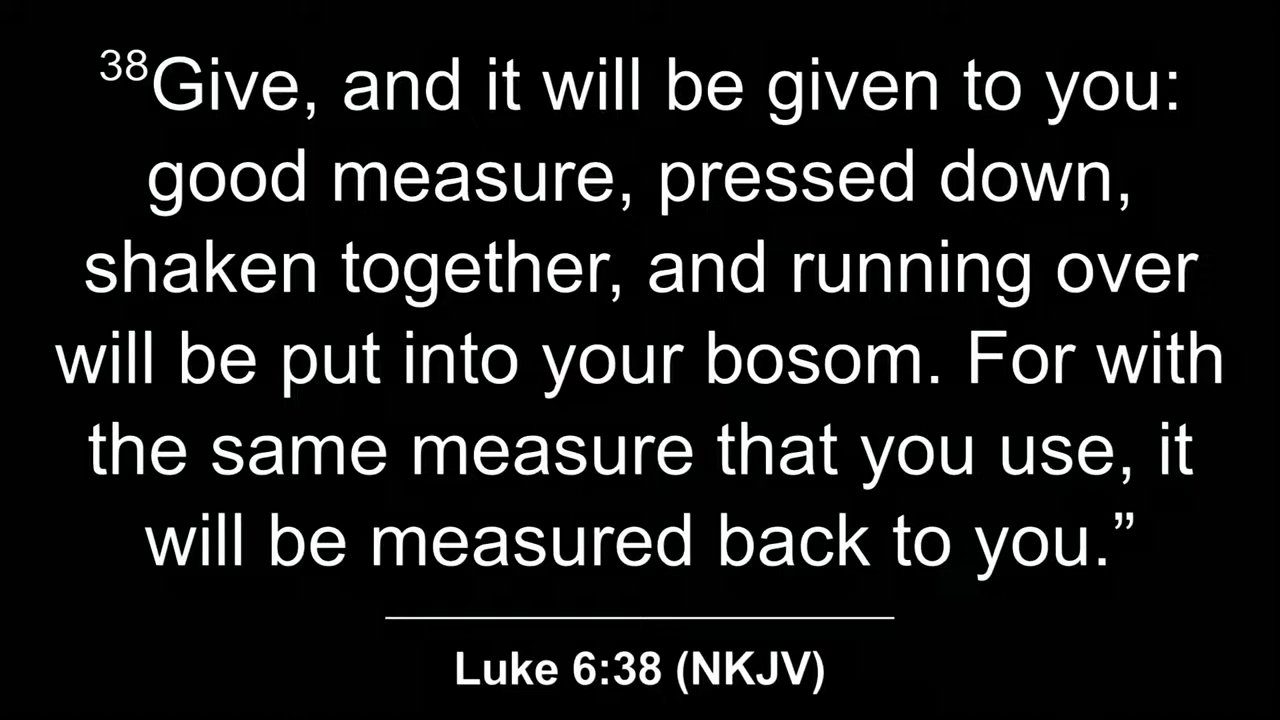 38Give, and it will be given to you:
good measure, pressed down,
shaken together, and running over
will be put into your bosom. For with
the same measure that you use, it
will be measured back to you.”
Luke 6:38 (NKJV)